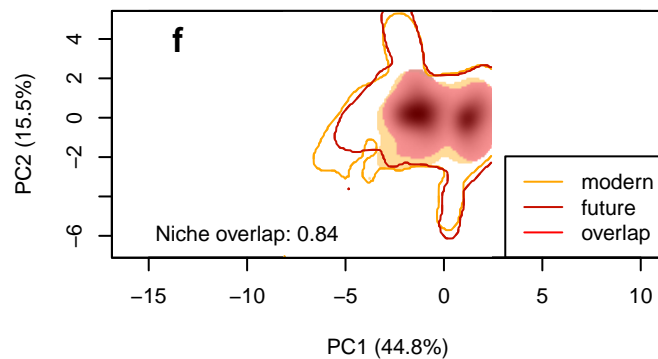 f
4
2
0
−2
−6
PC2 (15.5%)
Niche overlap: 0.84
modern
future
overlap
−15 −10 −5 0 5 10
PC1 (44.8%)